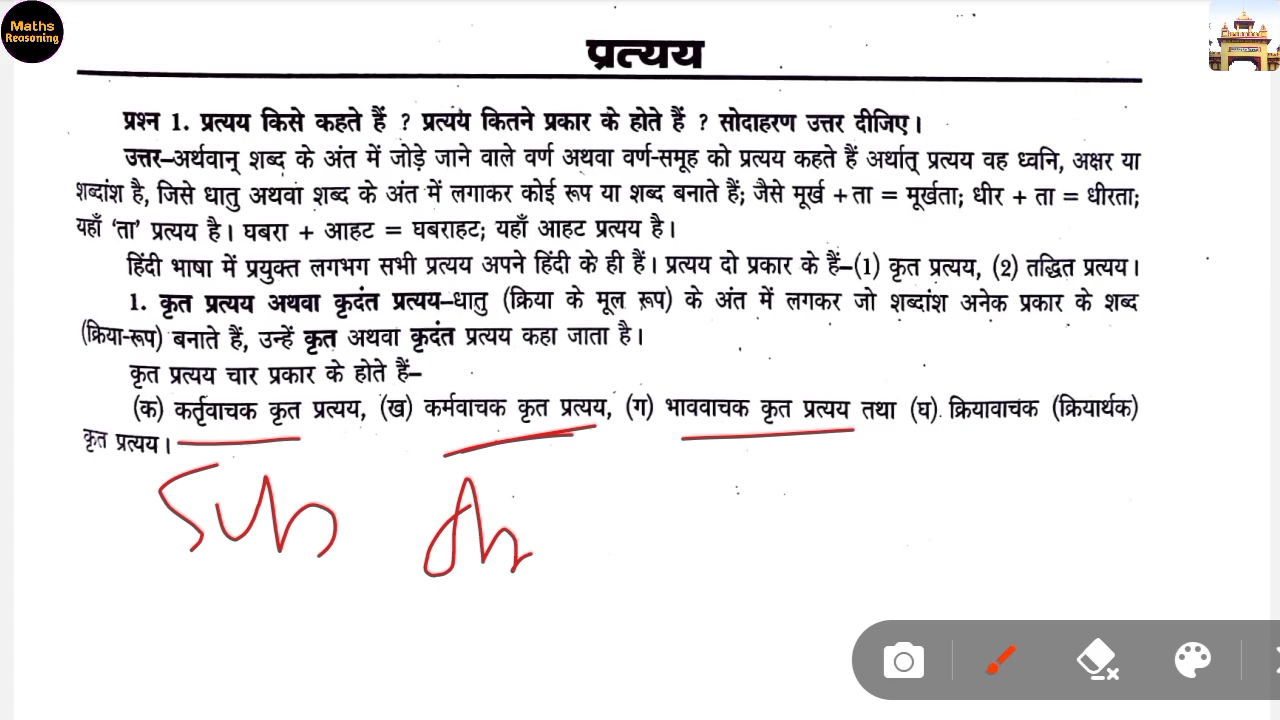 Maths
Reasoning
प्रत्यय
प्रश्न 1. प्रत्यय किसे कहते हैं ? प्रत्यय कितने प्रकार के होते हैं ? सोदाहरण उत्तर दीजिए।
उत्तर–अर्थवान् शब्द के अंत में जोड़े जाने वाले वर्ण अथवा वर्ण-समूह को प्रत्यय कहते हैं अर्थात् प्रत्यय वह ध्वनि, अक्षर या
शब्दांश है, जिसे धातु अथवा शब्द के अंत में लगाकर कोई रूप या शब्द बनाते हैं; जैसे मूर्ख + ता = मूर्खता; धीर + ता = धीरता;
यहाँ ‘ता’ प्रत्यय है। घबरा + आहट = घबराहट; यहाँ आहट प्रत्यय है।
हिंदी भाषा में प्रयुक्त लगभग सभी प्रत्यय अपने हिंदी के ही हैं। प्रत्यय दो प्रकार के हैं–(1) कृत प्रत्यय, (2) तद्धित प्रत्यय।
1. कृत प्रत्यय अथवा कृदंत प्रत्यय–धातु (क्रिया के मूल रूप) के अंत में लगकर जो शब्दांश अनेक प्रकार के शब्द
(क्रिया-रूप) बनाते हैं, उन्हें कृत अथवा कृदंत प्रत्यय कहा जाता है।
कृत प्रत्यय चार प्रकार के होते हैं–
(क) कर्तृवाचक कृत प्रत्यय, (ख) कर्मवाचक कृत प्रत्यय, (ग) भाववाचक कृत प्रत्यय तथा (घ) क्रियावाचक (क्रियार्थक)
कृत प्रत्यय।
Sub